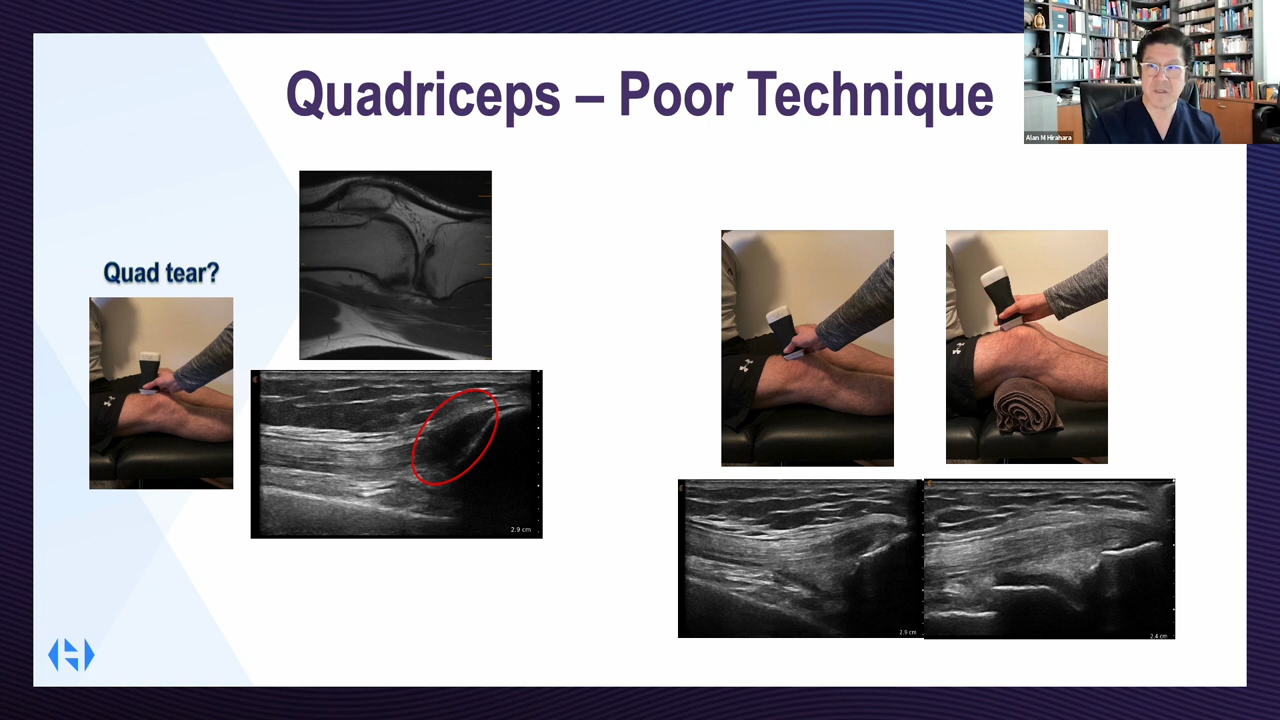 Quadriceps – Poor Technique
Alan M Hirahara
Quad tear?
2.9 cm
2.9 cm
2.4 cm